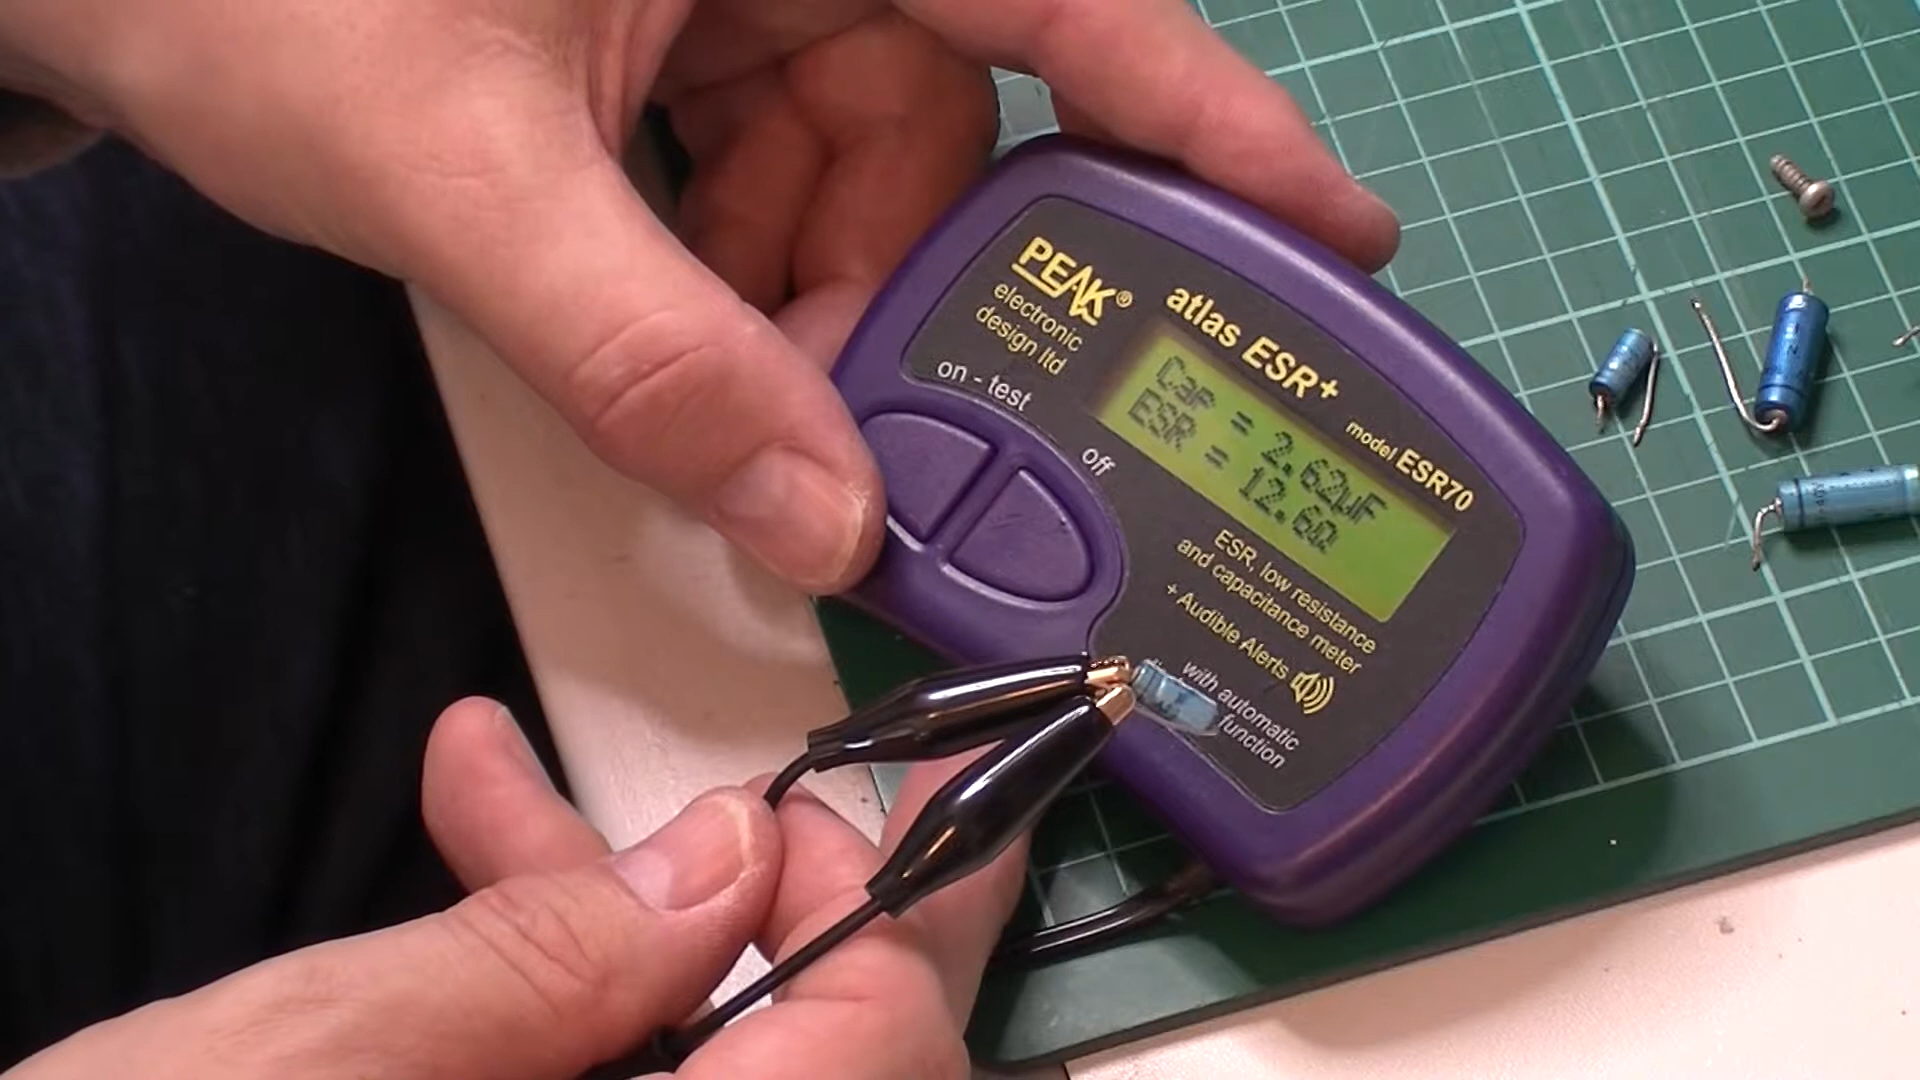 PEAK®
electronic
design ltd
atlas ESR+
model ESR70
on - test
off
Cap = 2.62µF
ESR = 12.6Ω
ESR, low resistance
and capacitance meter
+ Audible Alerts
with automatic
function